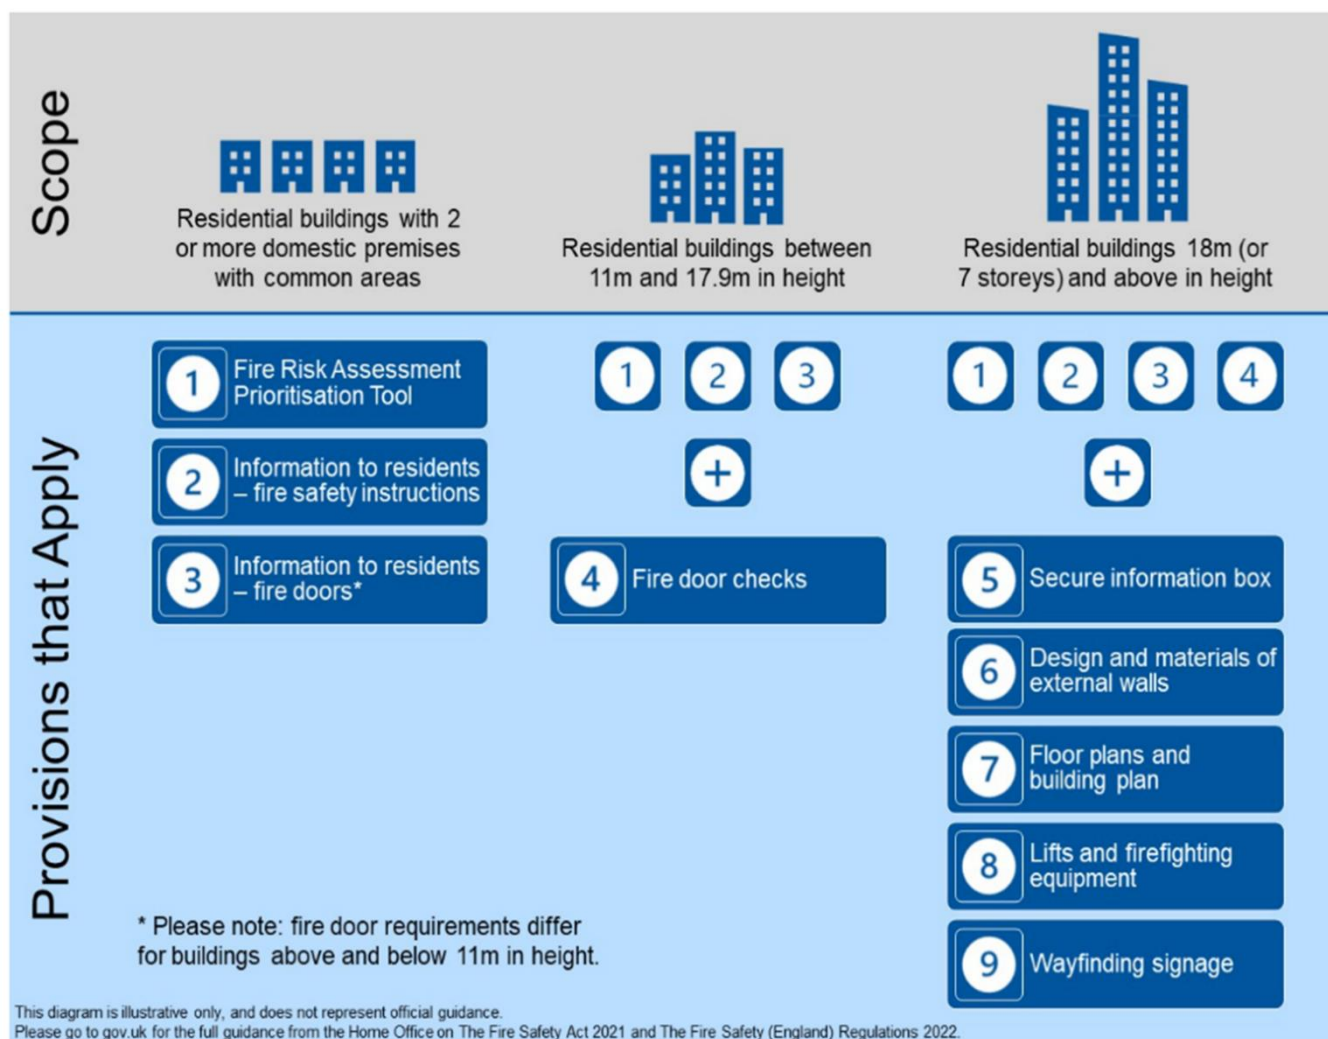 Scope
Residential buildings with 2
or more domestic premises
with common areas
Residential buildings between
11m and 17.9m in height
Residential buildings 18m (or
7 storeys) and above in height
Provisions that Apply
1 Fire Risk Assessment
Prioritisation Tool
2 Information to residents
– fire safety instructions
3 Information to residents
– fire doors*
1 2 3
+
4 Fire door checks
1 2 3 4
+
5 Secure information box
6 Design and materials of
external walls
7 Floor plans and
building plan
8 Lifts and firefighting
equipment
9 Wayfinding signage
* Please note: fire door requirements differ
for buildings above and below 11m in height.
This diagram is illustrative only, and does not represent official guidance.
Please go to gov.uk for the full guidance from the Home Office on The Fire Safety Act 2021 and The Fire Safety (England) Regulations 2022.